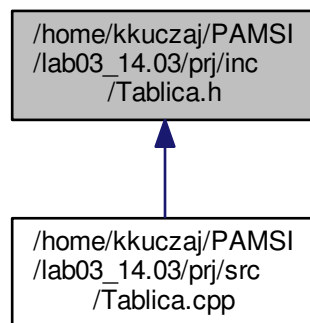 /home/kkuczaj/PAMSI
/lab03_14.03/prj/inc
/Tablica.h
/home/kkuczaj/PAMSI
/lab03_14.03/prj/src
/Tablica.cpp